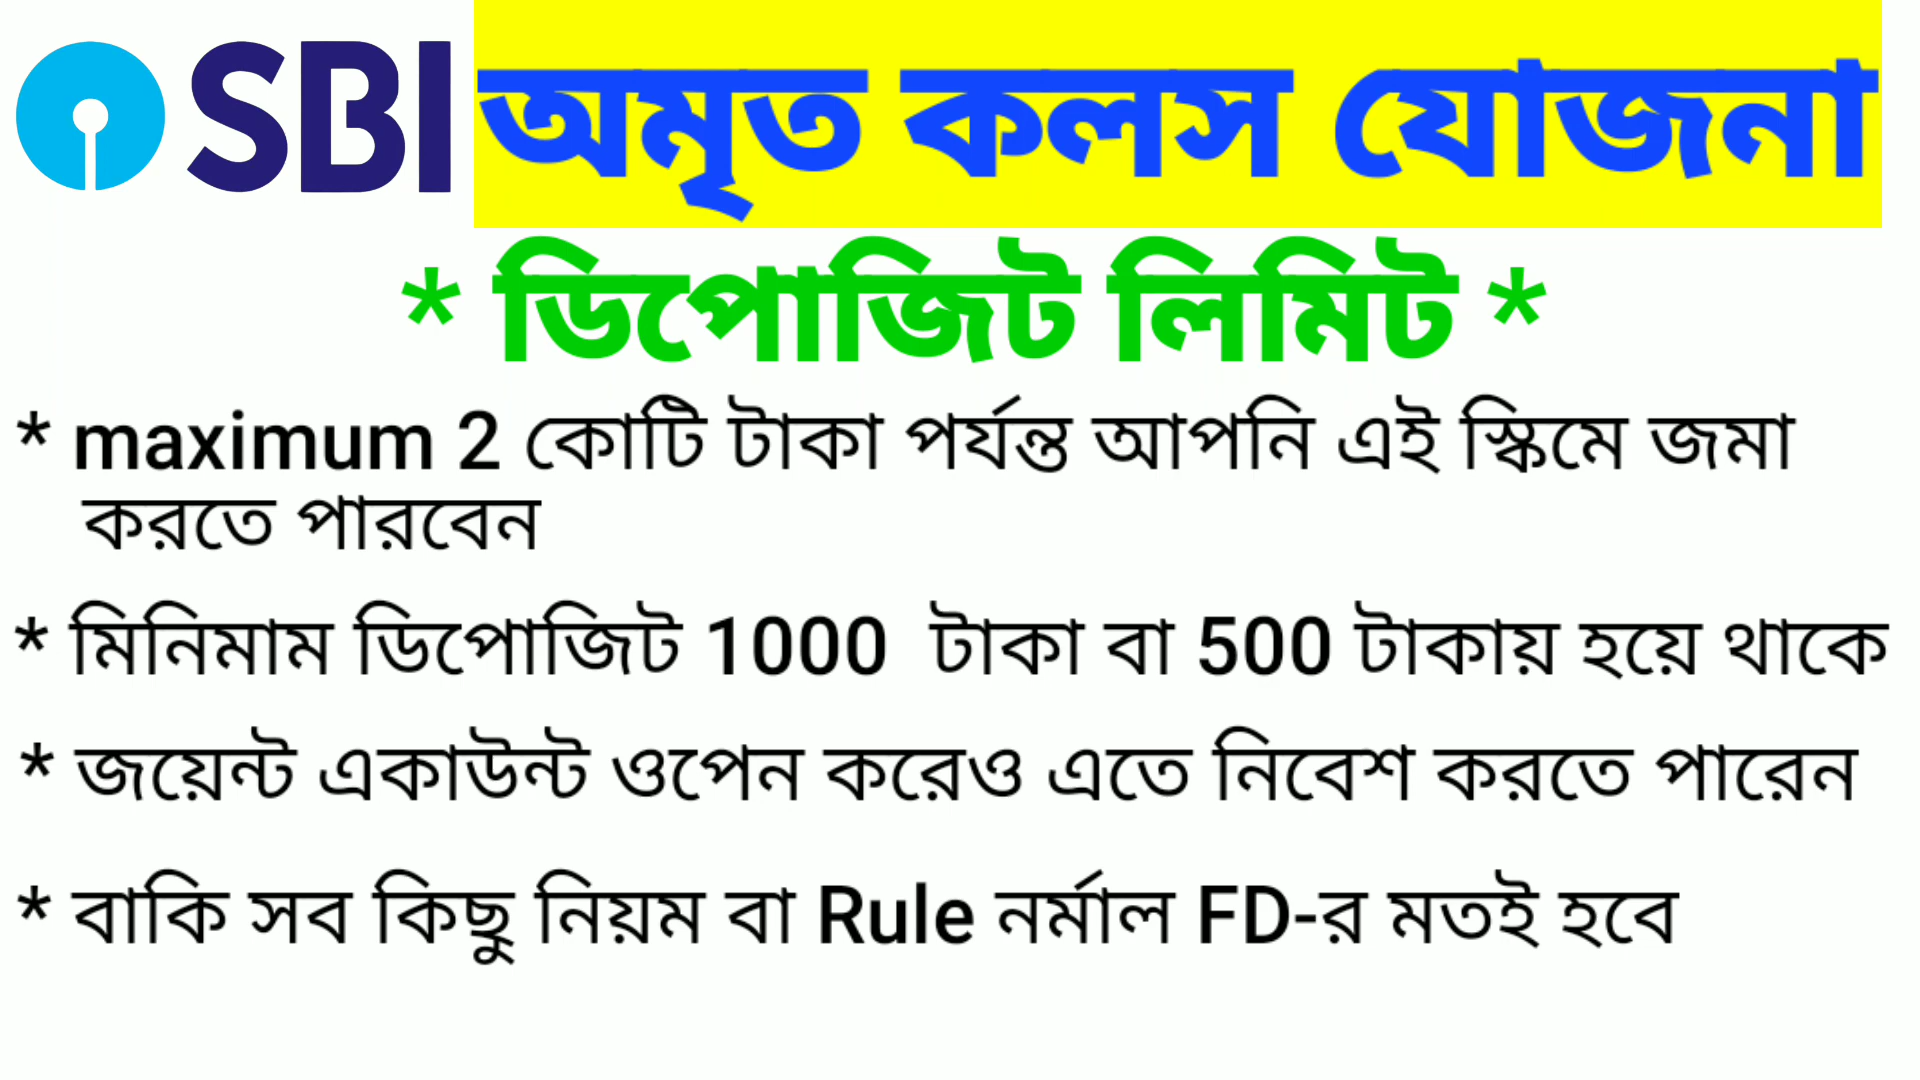 SBI অমৃত কলস যোজনা
* ডিপোজিট লিমিট *
* maximum 2 কোটি টাকা পর্যন্ত আপনি এই স্কিমে জমা
করতে পারবেন
* মিনিমাম ডিপোজিট 1000 টাকা বা 500 টাকায় হয়ে থাকে
* জয়েন্ট একাউন্ট ওপেন করেও এতে নিবেশ করতে পারেন
* বাকি সব কিছু নিয়ম বা Rule নর্মাল FD-র মতই হবে